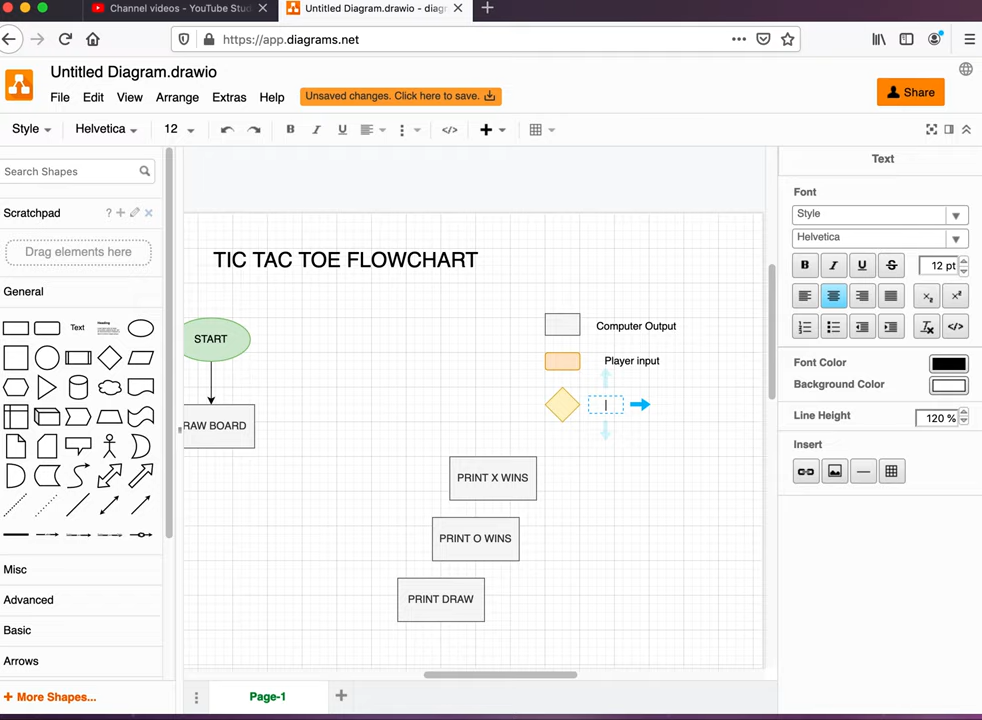 Channel videos - YouTube Stud
Untitled Diagram.drawio - diag
https://app.diagrams.net
Untitled Diagram.drawio
File Edit View Arrange Extras Help
Unsaved changes. Click here to save.
Share
Style Helvetica 12 B I U </>
Search Shapes
Scratchpad ?
Drag elements here
General
Text
Heading
Misc
Advanced
Basic
Arrows
+ More Shapes...
TIC TAC TOE FLOWCHART
START
RAW BOARD
Computer Output
Player input
PRINT X WINS
PRINT O WINS
PRINT DRAW
Page-1
Text
Font
Style
Helvetica
B I U S 12 pt
Font Color
Background Color
Line Height 120 %
Insert